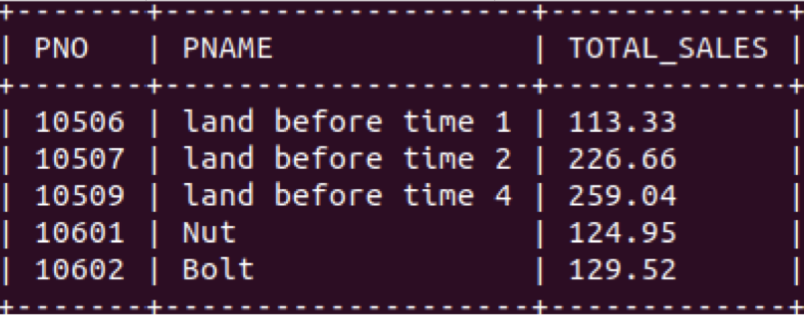 +-------+--------------------+-------------+
| PNO   | PNAME              | TOTAL_SALES |
+-------+--------------------+-------------+
| 10506 | land before time 1 | 113.33      |
| 10507 | land before time 2 | 226.66      |
| 10509 | land before time 4 | 259.04      |
| 10601 | Nut                | 124.95      |
| 10602 | Bolt               | 129.52      |
+-------+--------------------+-------------+